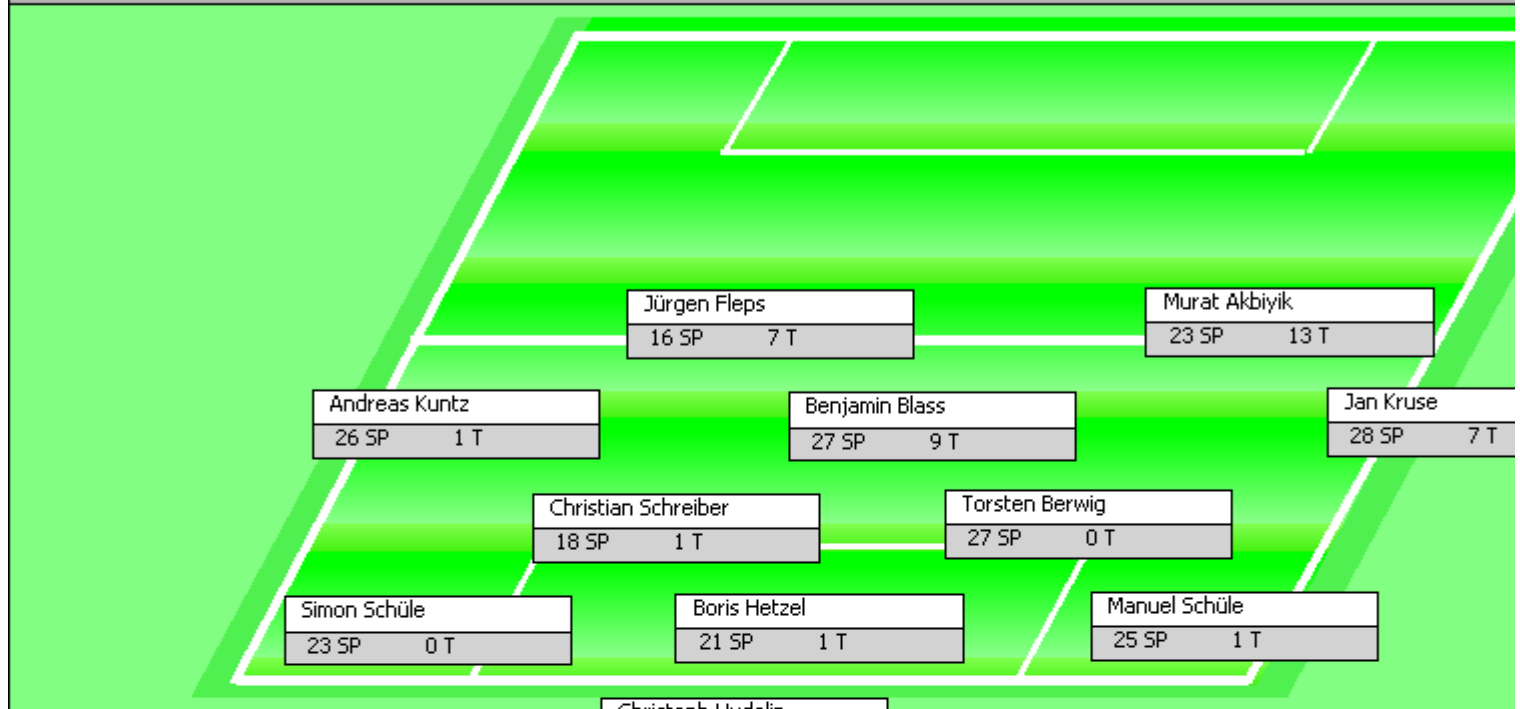 Jürgen Fleps
16 SP 7 T
Murat Akbiyik
23 SP 13 T
Andreas Kuntz
26 SP 1 T
Benjamin Blass
27 SP 9 T
Jan Kruse
28 SP 7 T
Christian Schreiber
18 SP 1 T
Torsten Berwig
27 SP 0 T
Simon Schüle
23 SP 0 T
Boris Hetzel
21 SP 1 T
Manuel Schüle
25 SP 1 T
Christoph